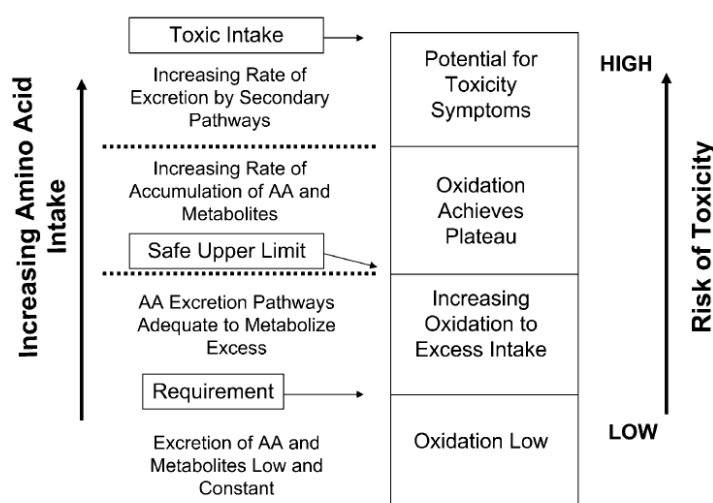 Increasing Amino Acid
Intake
Toxic Intake
Increasing Rate of
Excretion by Secondary
Pathways
Increasing Rate of
Accumulation of AA and
Metabolites
Safe Upper Limit
AA Excretion Pathways
Adequate to Metabolize
Excess
Requirement
Excretion of AA and
Metabolites Low and
Constant
Potential for
Toxicity
Symptoms
Oxidation
Achieves
Plateau
Increasing
Oxidation to
Excess Intake
Oxidation Low
HIGH
LOW
Risk of Toxicity